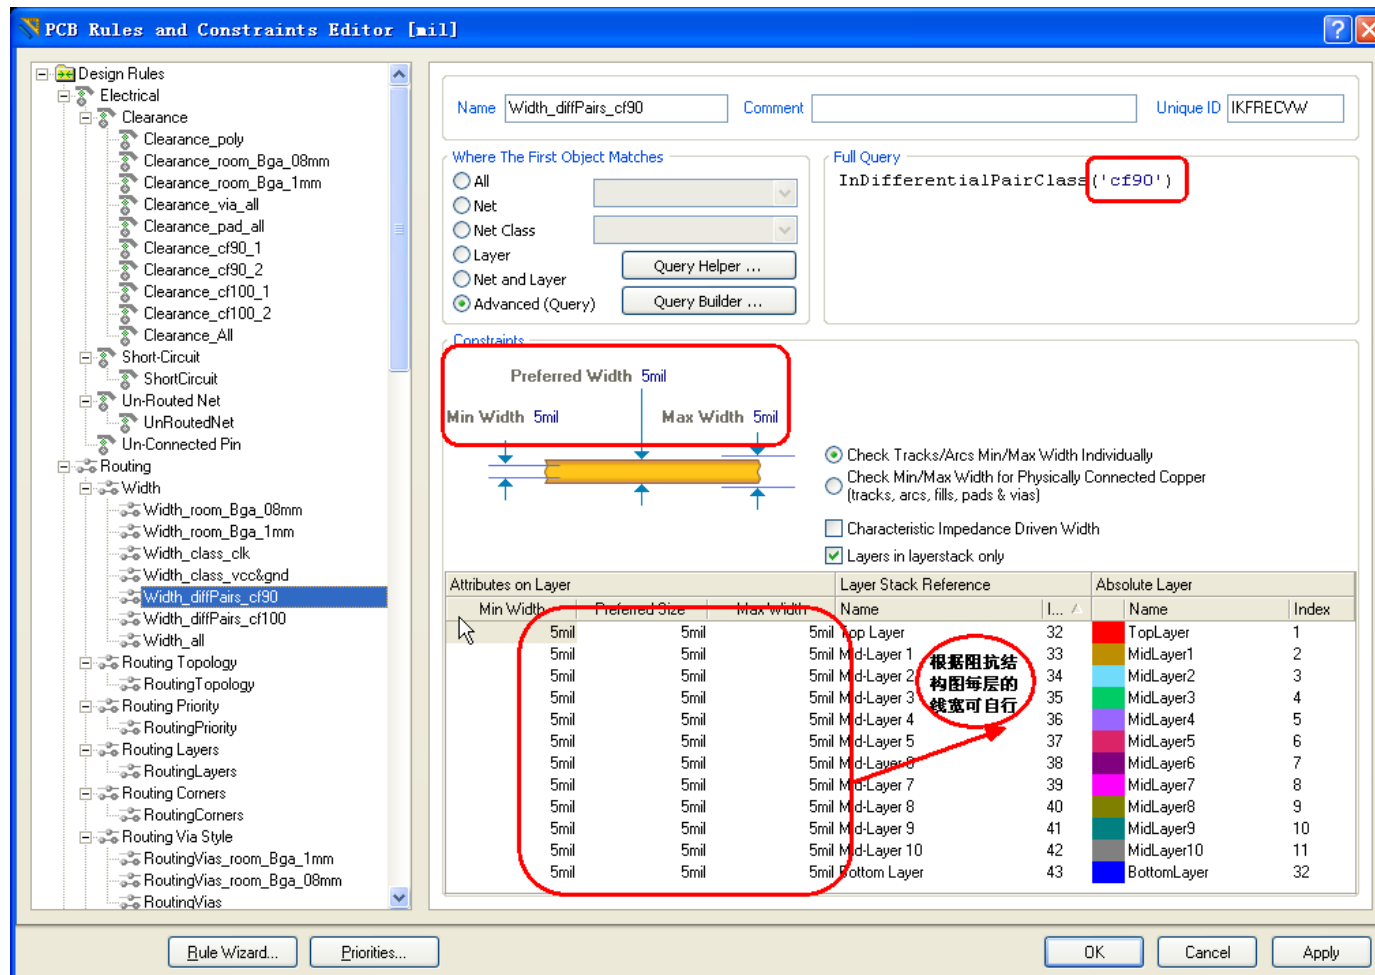 PCB Rules and Constraints Editor [mil]
Design Rules
Electrical
Clearance
Clearance_poly
Clearance_room_Bga_08mm
Clearance_room_Bga_1mm
Clearance_via_all
Clearance_pad_all
Clearance_cf90_1
Clearance_cf90_2
Clearance_cf100_1
Clearance_cf100_2
Clearance_All
Short-Circuit
ShortCircuit
Un-Routed Net
UnRoutedNet
Un-Connected Pin
Routing
Width
Width_room_Bga_08mm
Width_room_Bga_1mm
Width_class_clk
Width_class_vcc&gnd
Width_diffPairs_cf90
Width_diffPairs_cf100
Width_all
Routing Topology
RoutingTopology
Routing Priority
RoutingPriority
Routing Layers
RoutingLayers
Routing Corners
RoutingCorners
Routing Via Style
RoutingVias_room_Bga_1mm
RoutingVias_room_Bga_08mm
RoutingVias
Name Width_diffPairs_cf90 Comment Unique ID IKFRECVW
Where The First Object Matches
All
Net
Net Class
Layer
Net and Layer
Advanced (Query)
Query Helper ...
Query Builder ...
Full Query
InDifferentialPairClass('cf90')
Constraints
Preferred Width 5mil
Min Width 5mil Max Width 5mil
Check Tracks/Arcs Min/Max Width Individually
Check Min/Max Width for Physically Connected Copper
(tracks, arcs, fills, pads & vias)
Characteristic Impedance Driven Width
Layers in layerstack only
Attributes on Layer Layer Stack Reference Absolute Layer
Min Width Preferred Size Max Width Name I... Name Index
5mil 5mil 5mil Top Layer 32 TopLayer 1
5mil 5mil 5mil Mid-Layer 1 33 MidLayer1 2
5mil 5mil 5mil Mid-Layer 2 34 MidLayer2 3
5mil 5mil 5mil Mid-Layer 3 35 MidLayer3 4
5mil 5mil 5mil Mid-Layer 4 36 MidLayer4 5
5mil 5mil 5mil Mid-Layer 5 37 MidLayer5 6
5mil 5mil 5mil Mid-Layer 6 38 MidLayer6 7
5mil 5mil 5mil Mid-Layer 7 39 MidLayer7 8
5mil 5mil 5mil Mid-Layer 8 40 MidLayer8 9
5mil 5mil 5mil Mid-Layer 9 41 MidLayer9 10
5mil 5mil 5mil Mid-Layer 10 42 MidLayer10 11
5mil 5mil 5mil Bottom Layer 43 BottomLayer 32
根据阻抗结
构图每层的
线宽可自行
Rule Wizard... Priorities... OK Cancel Apply